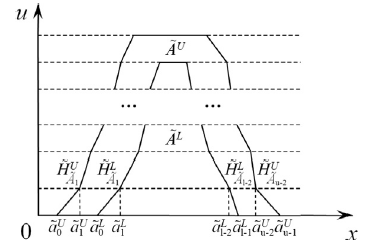 u
Ã^U
... ...
Ã^L
H̃^U_{Ã_1} H̃^L_{Ã_1} H̃^L_{Ã_{l-2}} H̃^U_{Ã_{u-2}}
0 ã^U_0 ã^U_1 ã^L_0 ã^L_1 ã^L_{l-2} ã^L_{l-1} ã^U_{u-2} ã^U_{u-1} x